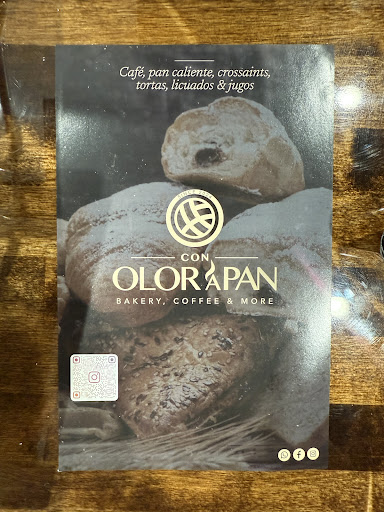 Café, pan caliente, crossaints,
tortas, licuados & jugos
CON
OLOR A PAN
BAKERY, COFFEE & MORE